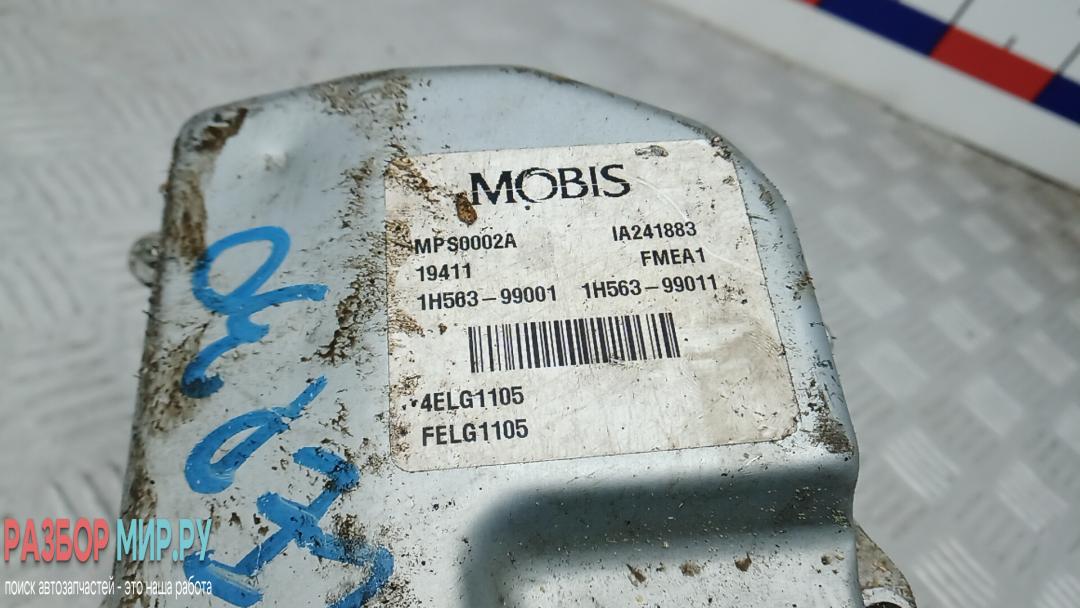 MOBIS
MPS0002A IA241883
19411 FMEA1
1H563-99001 1H563-99011
4ELG1105
FELG1105
РАЗБОР МИР.РУ
поиск автозапчастей - это наша работа